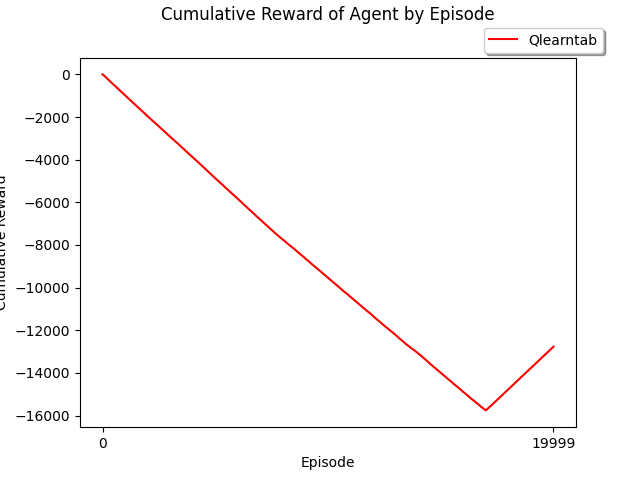 Cumulative Reward of Agent by Episode
Qlearntab
0
−2000
−4000
−6000
−8000
−10000
−12000
−14000
−16000
Cumulative Reward
0 19999
Episode